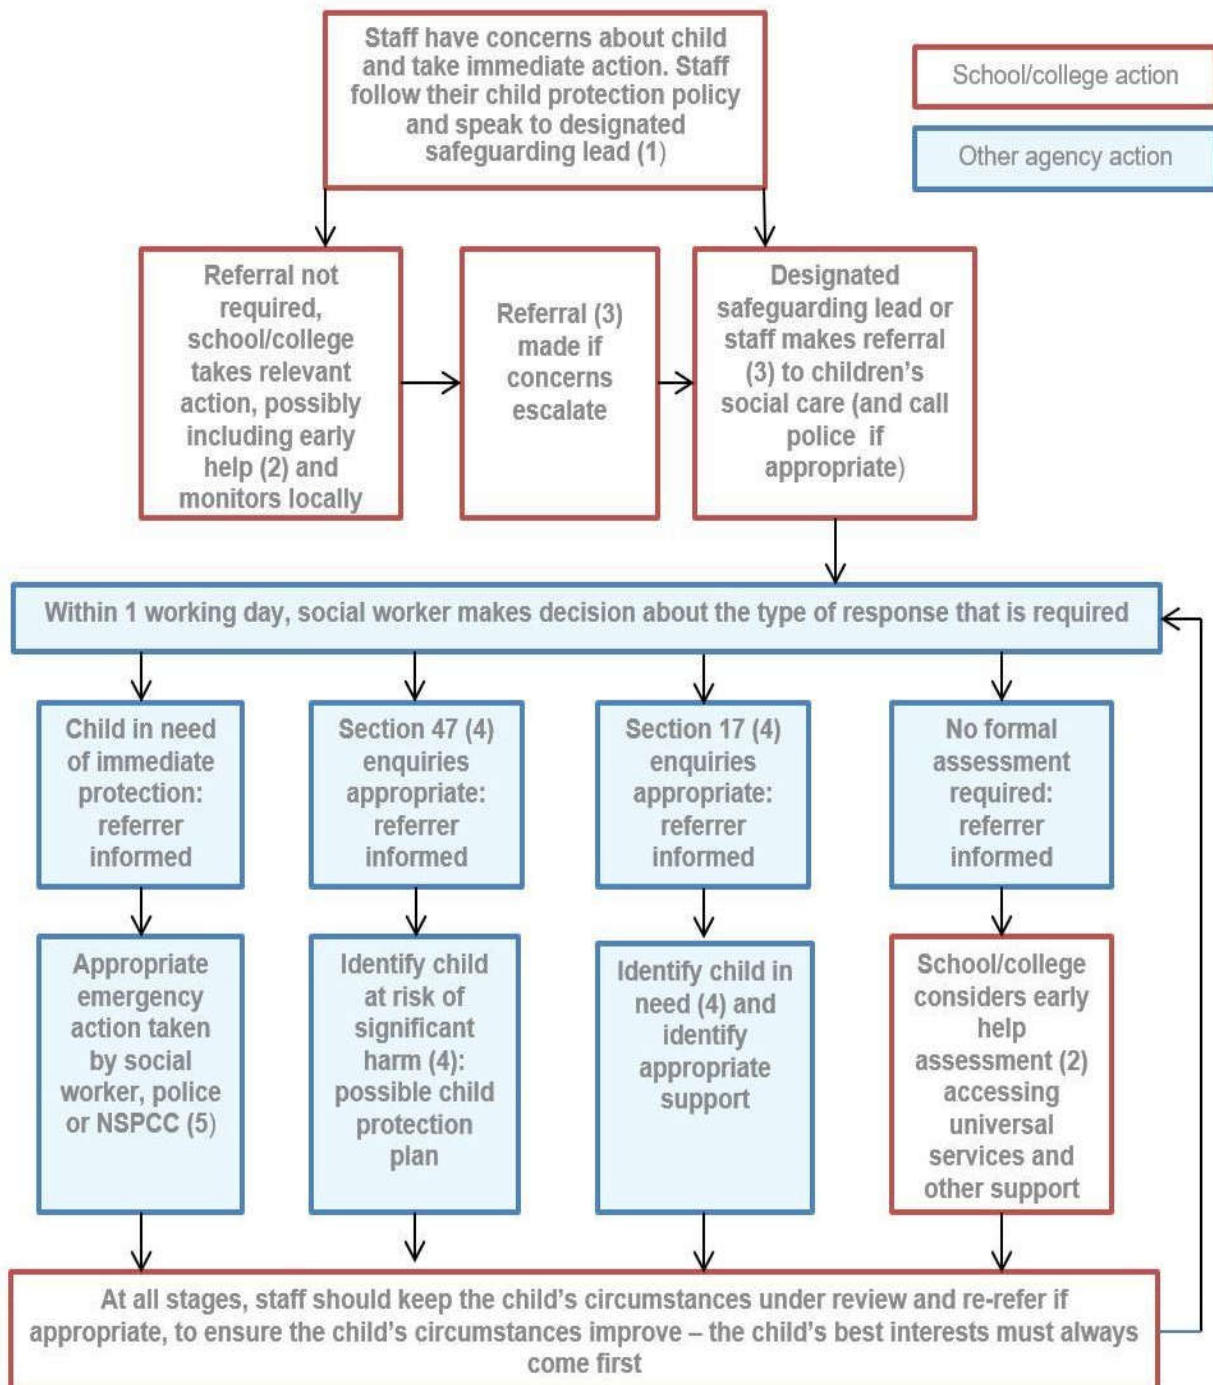 Staff have concerns about child
and take immediate action. Staff
follow their child protection policy
and speak to designated
safeguarding lead (1)
School/college action
Other agency action
Referral not
required,
school/college
takes relevant
action, possibly
including early
help (2) and
monitors locally
Referral (3)
made if
concerns
escalate
Designated
safeguarding lead or
staff makes referral
(3) to children’s
social care (and call
police if
appropriate)
Within 1 working day, social worker makes decision about the type of response that is required
Child in need
of immediate
protection:
referrer
informed
Section 47 (4)
enquiries
appropriate:
referrer
informed
Section 17 (4)
enquiries
appropriate:
referrer
informed
No formal
assessment
required:
referrer
informed
Appropriate
emergency
action taken
by social
worker, police
or NSPCC (5)
Identify child
at risk of
significant
harm (4):
possible child
protection
plan
Identify child in
need (4) and
identify
appropriate
support
School/college
considers early
help
assessment (2)
accessing
universal
services and
other support
At all stages, staff should keep the child’s circumstances under review and re-refer if
appropriate, to ensure the child’s circumstances improve – the child’s best interests must always
come first